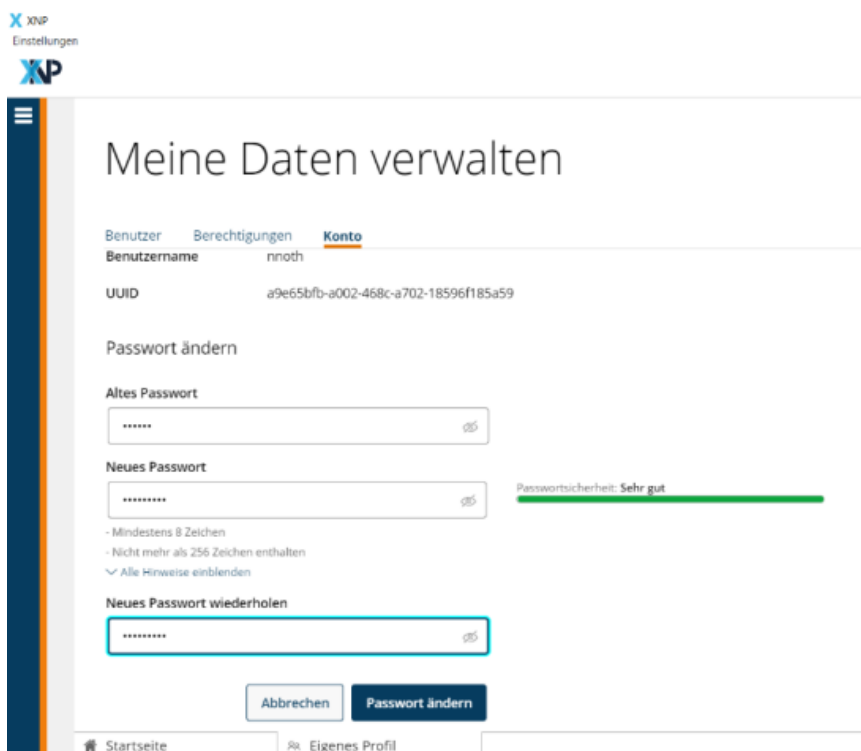 XNP
Einstellungen
XNP
Meine Daten verwalten
Benutzer Berechtigungen Konto
Benutzername nnoth
UUID a9e65bfb-a002-468c-a702-18596f185a59
Passwort ändern
Altes Passwort
••••••
Neues Passwort
•••••••••
Passwortsicherheit: Sehr gut
- Mindestens 8 Zeichen
- Nicht mehr als 256 Zeichen enthalten
Alle Hinweise einblenden
Neues Passwort wiederholen
•••••••••
Abbrechen Passwort ändern
Startseite Eigenes Profil